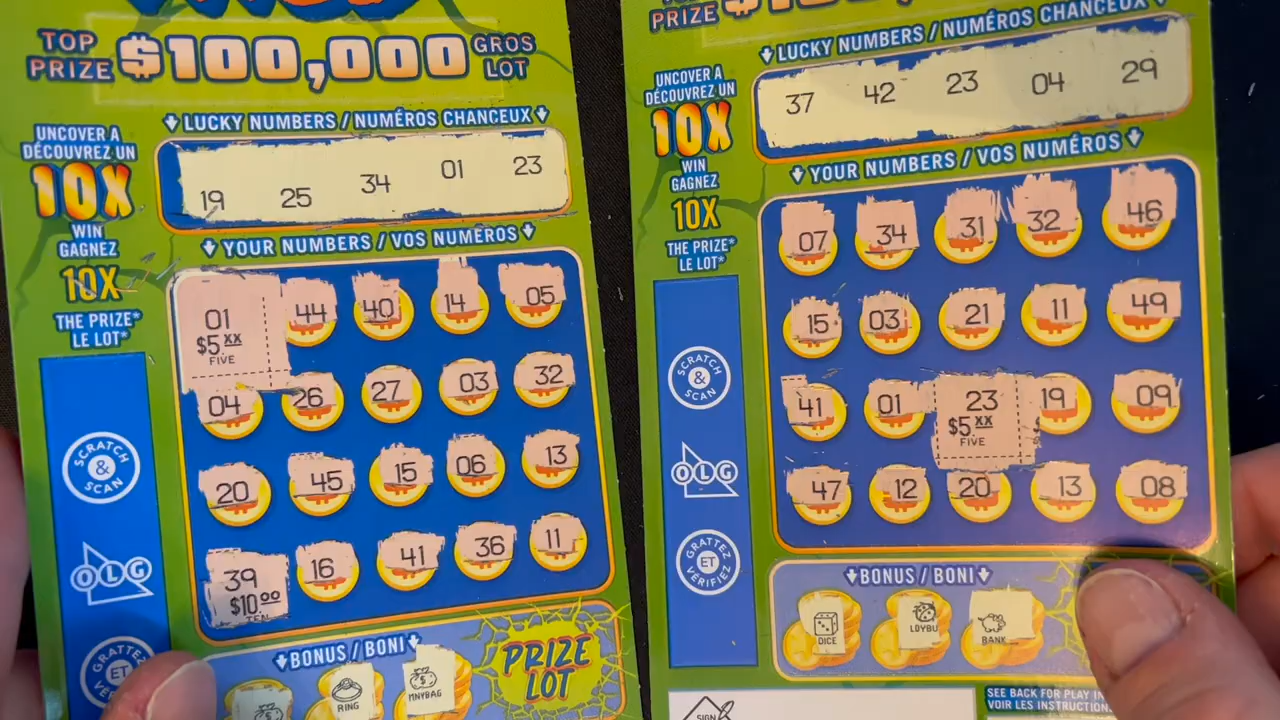 TOP PRIZE $100,000 GROS LOT
LUCKY NUMBERS / NUMÉROS CHANCEUX
19 25 34 01 23
UNCOVER A
DÉCOUVREZ UN
10X
WIN
GAGNEZ
10X
THE PRIZE*
LE LOT*
YOUR NUMBERS / VOS NUMÉROS
01 44 40 14 05
$5.XX
FIVE
04 26 27 03 32
20 45 15 06 13
39 16 41 36 11
$10.00
TEN
SCRATCH & SCAN
OLG
GRATTEZ ET
BONUS / BONI
RING
MNYBAG
PRIZE
LOT
PRIZE
LUCKY NUMBERS / NUMÉROS CHANCEUX
37 42 23 04 29
UNCOVER A
DÉCOUVREZ UN
10X
WIN
GAGNEZ
10X
THE PRIZE*
LE LOT*
YOUR NUMBERS / VOS NUMÉROS
07 34 31 32 46
15 03 21 11 49
41 01 23 19 09
$5.XX
FIVE
47 12 20 13 08
SCRATCH & SCAN
OLG
GRATTEZ ET VÉRIFIEZ
BONUS / BONI
DICE
LDYBU
BANK
SIGN
SEE BACK FOR PLAY
VOIR LES INSTRUCTION